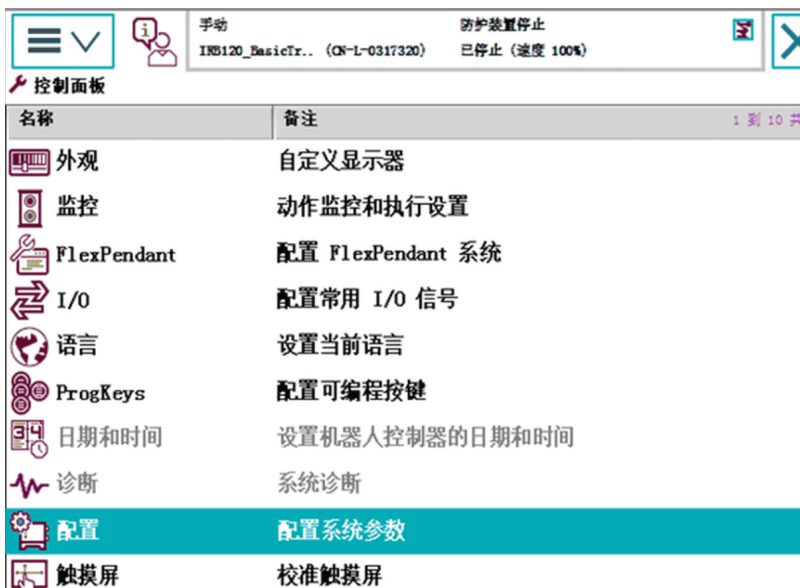 手动 防护装置停止
IRB120_BasicTr.. (CN-L-0317320) 已停止 (速度 100%)
控制面板
名称 备注 1 到 10 共
外观 自定义显示器
监控 动作监控和执行设置
FlexPendant 配置 FlexPendant 系统
I/O 配置常用 I/O 信号
语言 设置当前语言
ProgKeys 配置可编程按键
日期和时间 设置机器人控制器的日期和时间
诊断 系统诊断
配置 配置系统参数
触摸屏 校准触摸屏